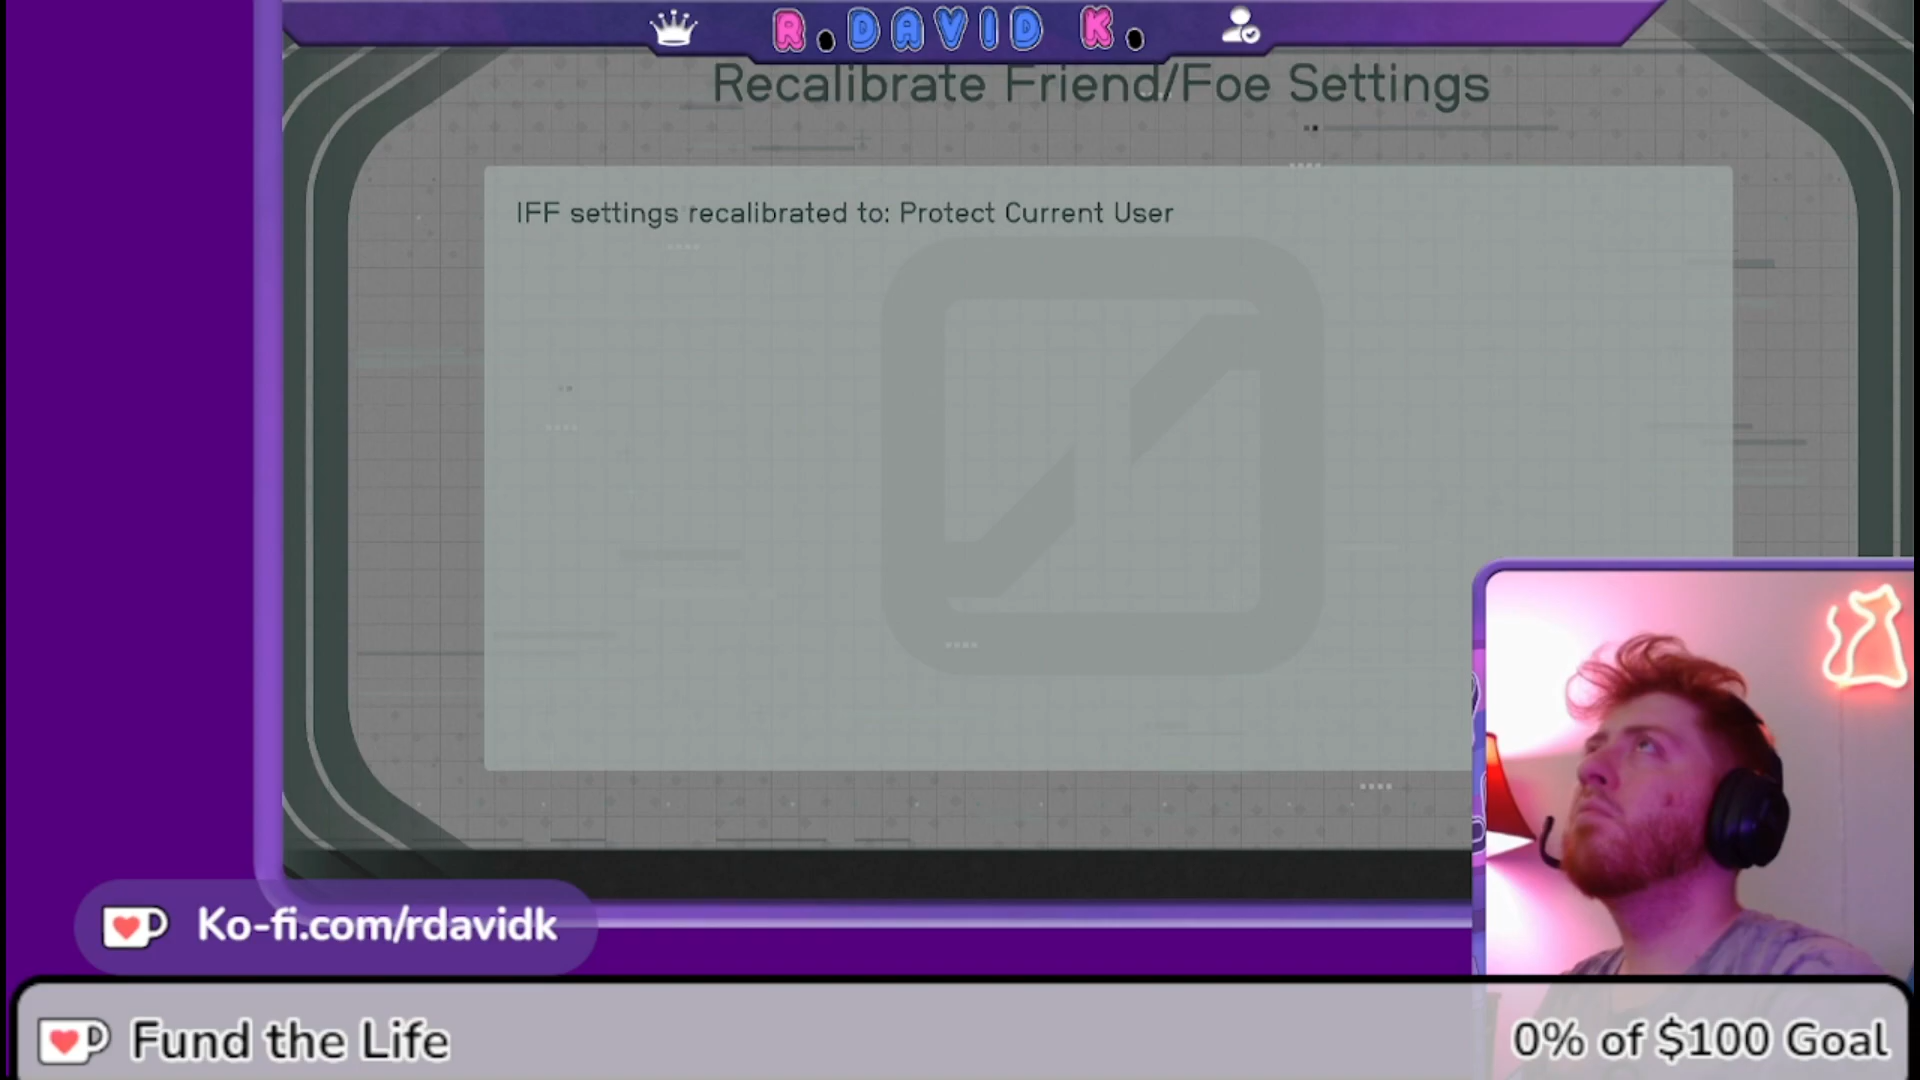 R.DAVID K.
Recalibrate Friend/Foe Settings
IFF settings recalibrated to: Protect Current User
Ko-fi.com/rdavidk
Fund the Life
0% of $100 Goal